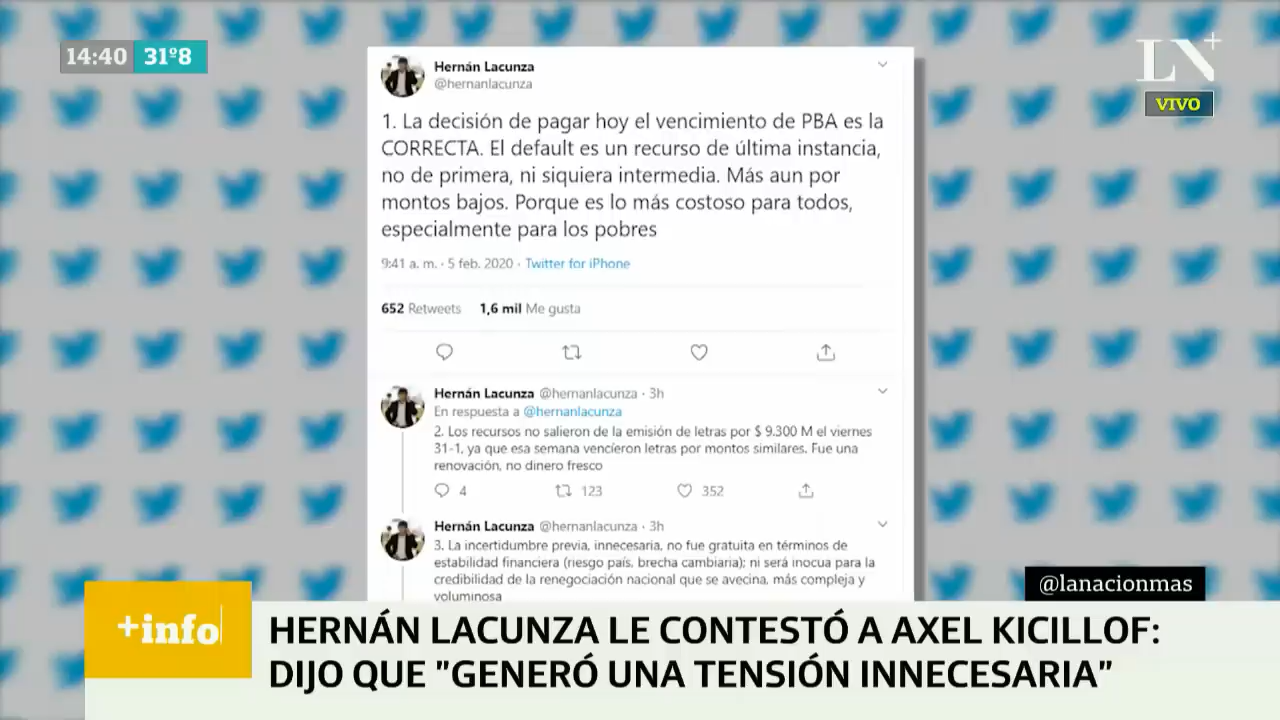 14:40 31º8
LN+
VIVO
Hernán Lacunza
@hernanlacunza
1. La decisión de pagar hoy el vencimiento de PBA es la
CORRECTA. El default es un recurso de última instancia,
no de primera, ni siquiera intermedia. Más aun por
montos bajos. Porque es lo más costoso para todos,
especialmente para los pobres
9:41 a. m. · 5 feb. 2020 · Twitter for iPhone
652 Retweets 1,6 mil Me gusta
Hernán Lacunza @hernanlacunza · 3h
En respuesta a @hernanlacunza
2. Los recursos no salieron de la emisión de letras por $ 9.300 M el viernes
31-1, ya que esa semana vencieron letras por montos similares. Fue una
renovación, no dinero fresco
4 123 352
Hernán Lacunza @hernanlacunza · 3h
3. La incertidumbre previa, innecesaria, no fue gratuita en términos de
estabilidad financiera (riesgo país, brecha cambiaria); ni será inocua para la
credibilidad de la renegociación nacional que se avecina, más compleja y
voluminosa
@lanacionmas
+info
HERNÁN LACUNZA LE CONTESTÓ A AXEL KICILLOF:
DIJO QUE "GENERÓ UNA TENSIÓN INNECESARIA"